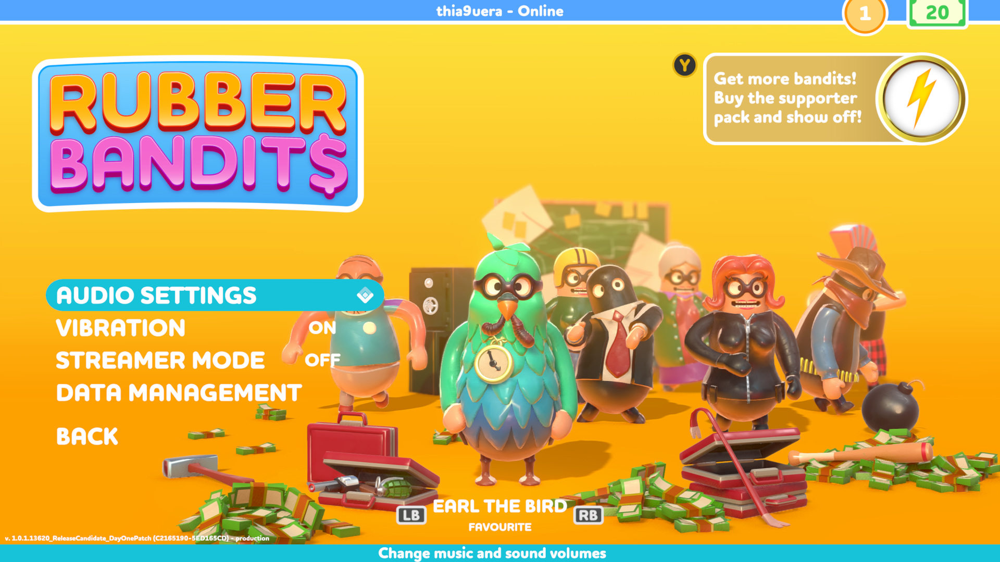 thia9uera - Online
1
20
RUBBER
BANDIT$
Y
Get more bandits!
Buy the supporter
pack and show off!
AUDIO SETTINGS
VIBRATION ON
STREAMER MODE OFF
DATA MANAGEMENT
BACK
LB EARL THE BIRD RB
FAVOURITE
v. 1.0.1.13620_ReleaseCandidate_DayOnePatch (C2165190-5ED165CD) - production
Change music and sound volumes